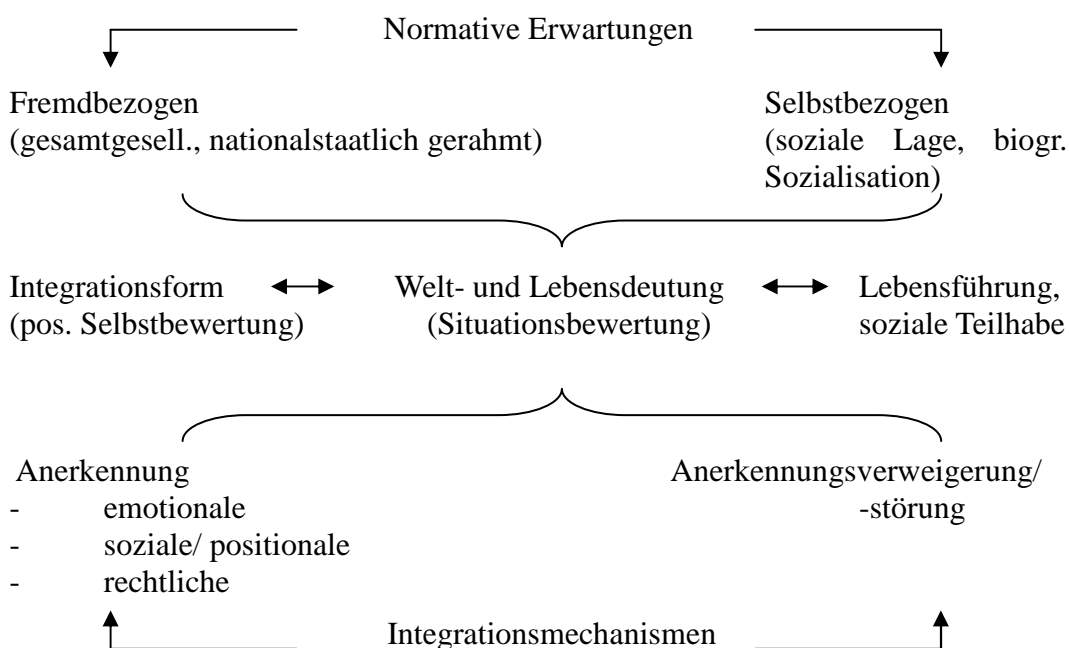 Normative Erwartungen
Fremdbezogen
(gesamtgesell., nationalstaatlich gerahmt)
Selbstbezogen
(soziale Lage, biogr.
Sozialisation)
Integrationsform
(pos. Selbstbewertung)
Welt- und Lebensdeutung
(Situationsbewertung)
Lebensführung,
soziale Teilhabe
Anerkennung
- emotionale
- soziale/ positionale
- rechtliche
Anerkennungsverweigerung/
-störung
Integrationsmechanismen